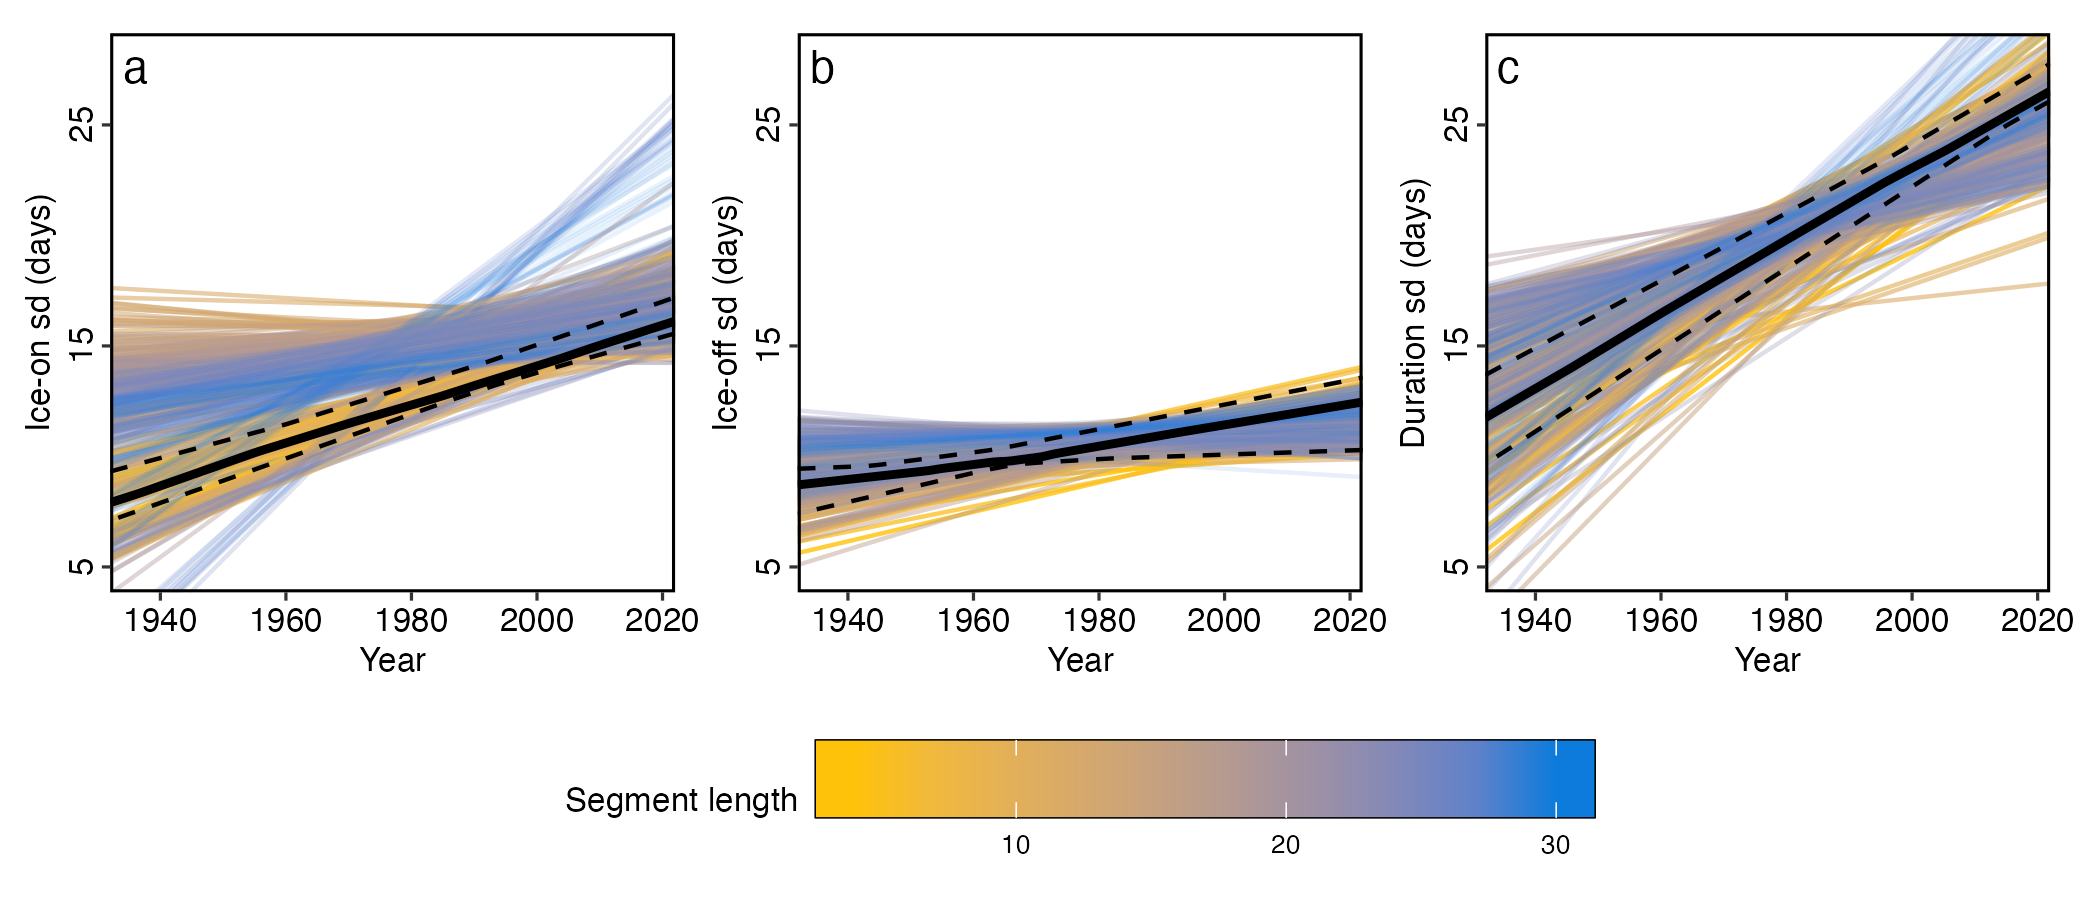 a
b
c
Ice-on sd (days)
25
15
5
1940 1960 1980 2000 2020
Year
Ice-off sd (days)
25
15
5
1940 1960 1980 2000 2020
Year
Duration sd (days)
25
15
5
1940 1960 1980 2000 2020
Year
Segment length
10 20 30